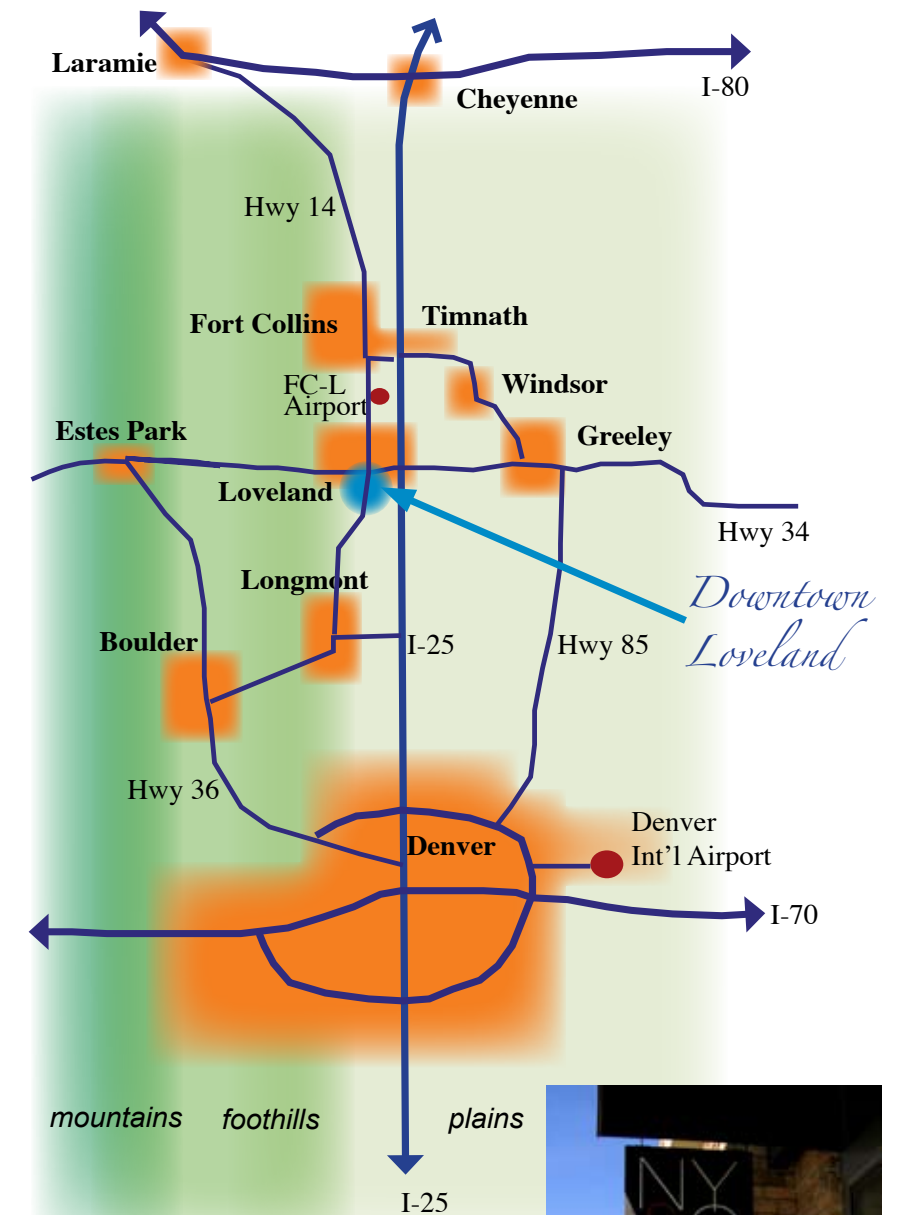 Laramie
I-80
Cheyenne
Hwy 14
Fort Collins
Timnath
FC-L
Airport
Windsor
Estes Park
Greeley
Loveland
Hwy 34
Longmont
Downtown
Loveland
Boulder
I-25
Hwy 85
Hwy 36
Denver
Denver
Int'l Airport
I-70
mountains
foothills
plains
NY
I-25